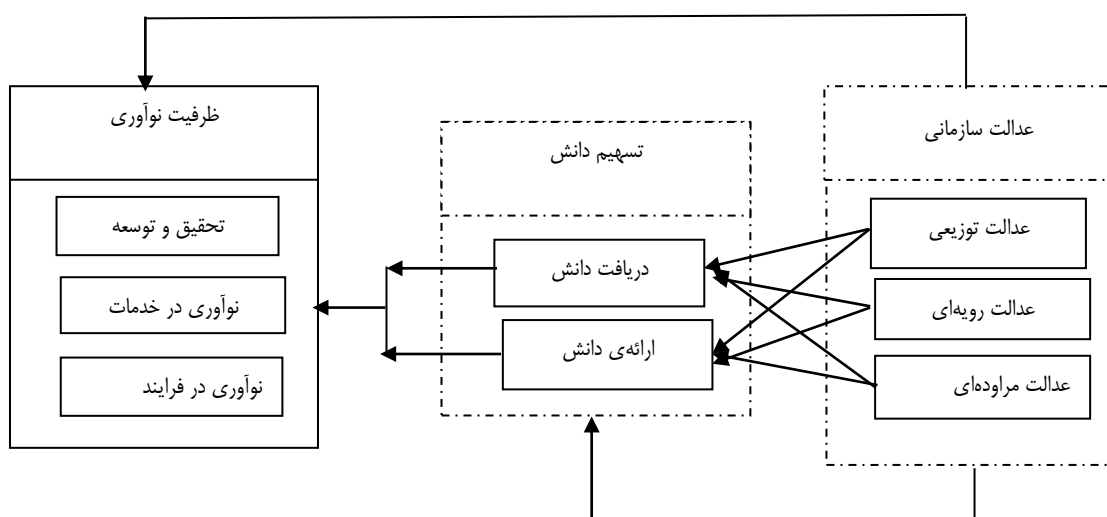 عدالت سازمانی
عدالت توزیعی
عدالت رویه‌ای
عدالت مراوده‌ای
تسهیم دانش
دریافت دانش
ارائه‌ی دانش
ظرفیت نوآوری
تحقیق و توسعه
نوآوری در خدمات
نوآوری در فرایند